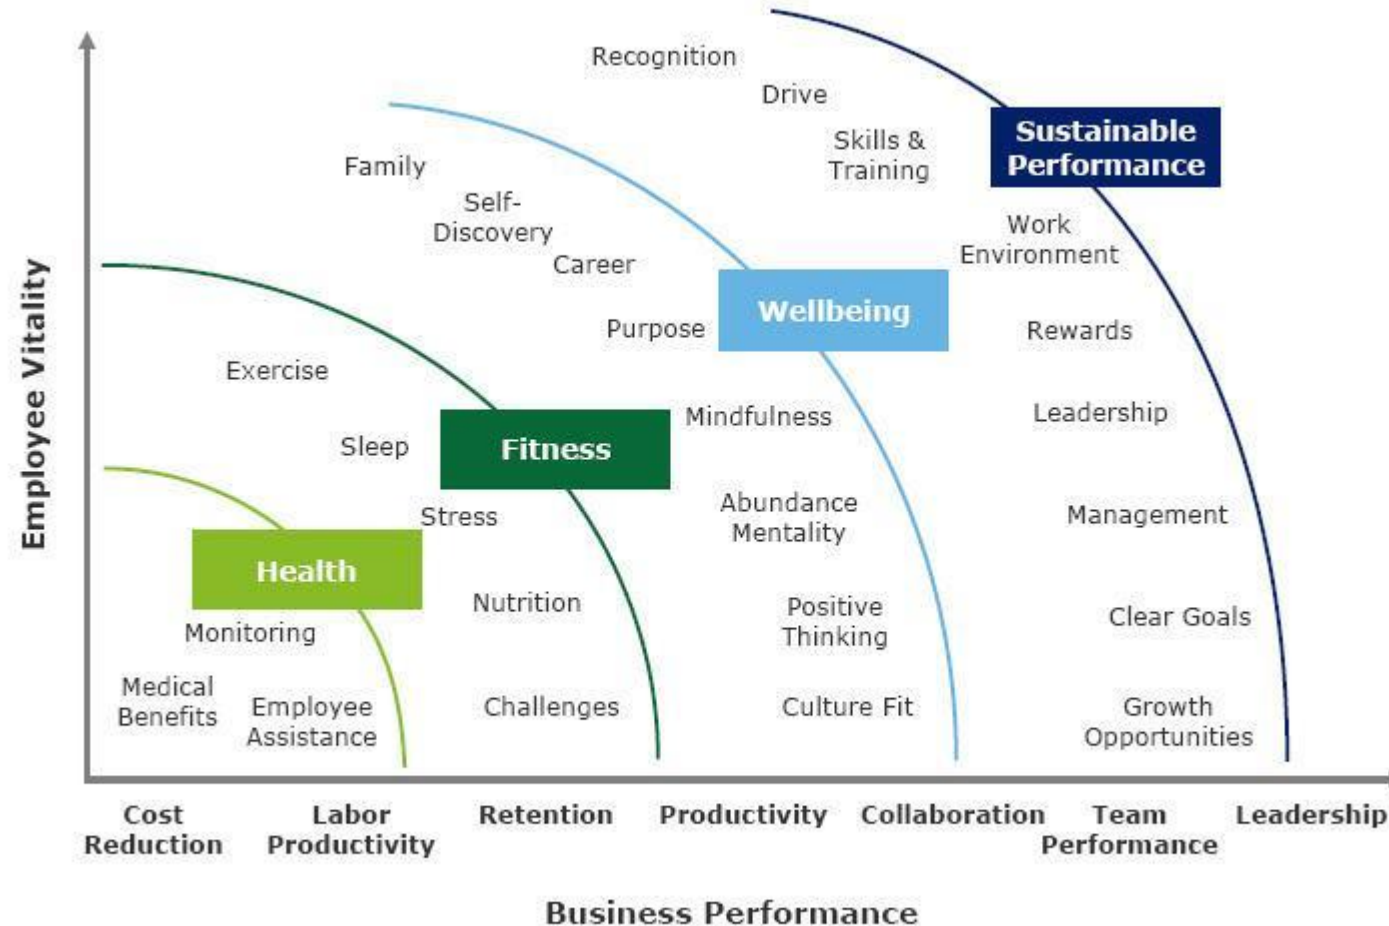 Recognition
Drive
Skills &
Training
Sustainable
Performance
Family
Self-
Discovery
Career
Work
Environment
Purpose
Wellbeing
Rewards
Exercise
Sleep
Fitness
Mindfulness
Leadership
Stress
Abundance
Mentality
Management
Health
Monitoring
Nutrition
Positive
Thinking
Clear Goals
Medical
Benefits
Employee
Assistance
Challenges
Culture Fit
Growth
Opportunities
Employee Vitality
Cost
Reduction
Labor
Productivity
Retention
Productivity
Collaboration
Team
Performance
Leadership
Business Performance